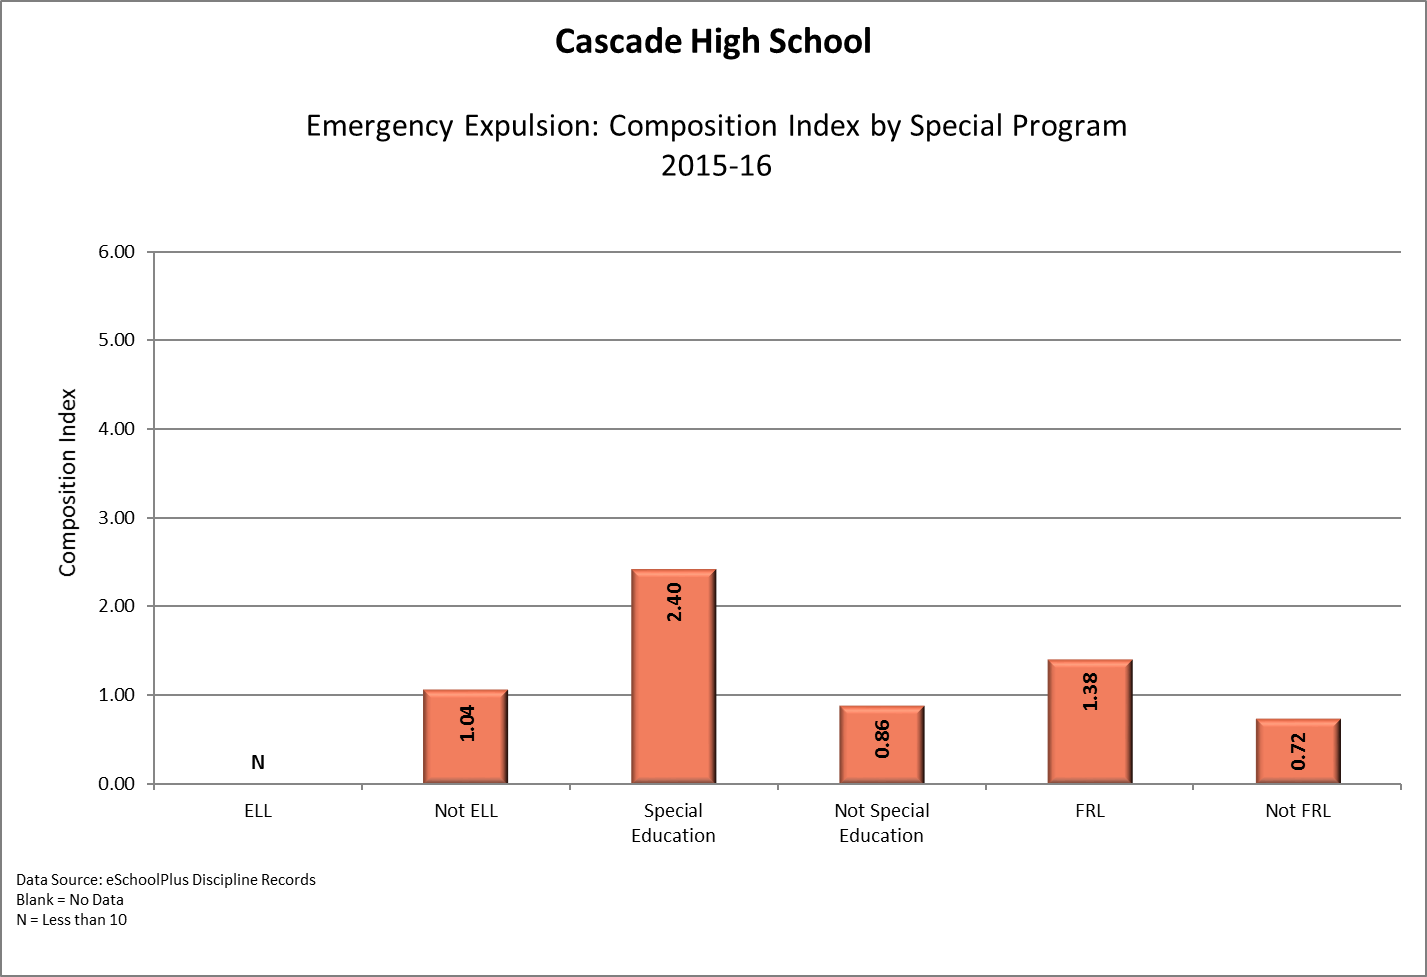 Cascade High School
Emergency Expulsion: Composition Index by Special Program
2015-16
6.00
5.00
4.00
3.00
2.00
1.00
0.00
Composition Index
N
1.04
2.40
0.86
1.38
0.72
ELL
Not ELL
Special
Education
Not Special
Education
FRL
Not FRL
Data Source: eSchoolPlus Discipline Records
Blank = No Data
N = Less than 10